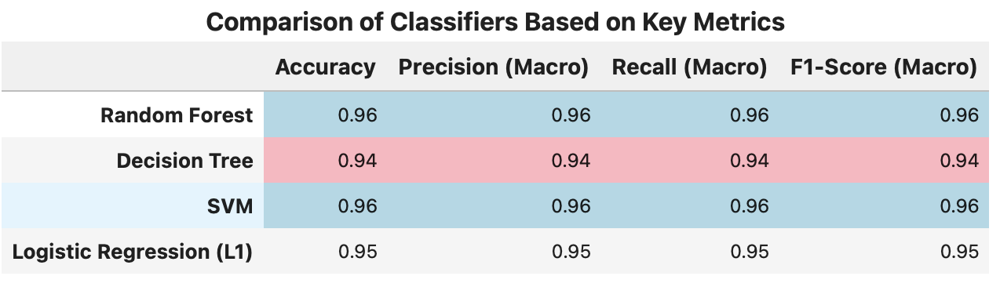 Comparison of Classifiers Based on Key Metrics
Accuracy Precision (Macro) Recall (Macro) F1-Score (Macro)
Random Forest 0.96 0.96 0.96 0.96
Decision Tree 0.94 0.94 0.94 0.94
SVM 0.96 0.96 0.96 0.96
Logistic Regression (L1) 0.95 0.95 0.95 0.95